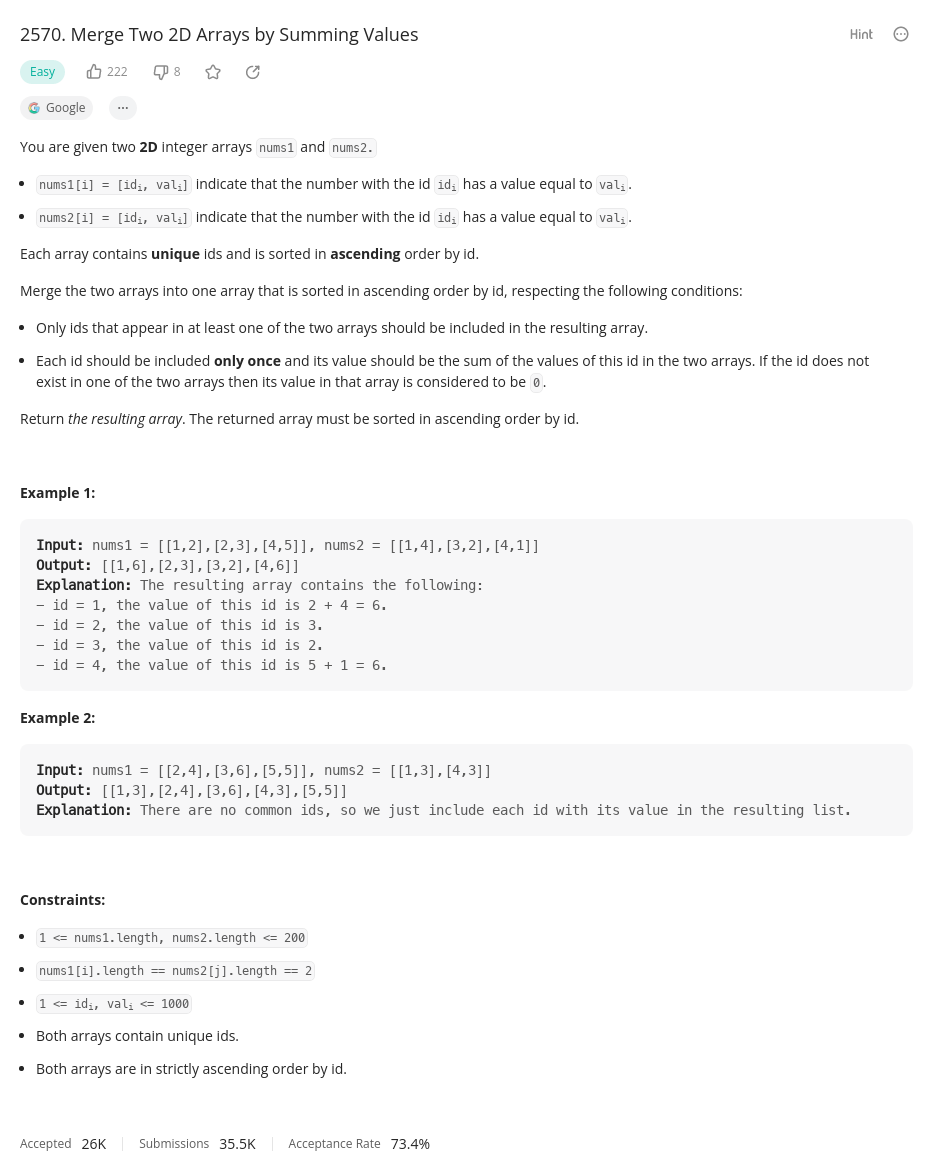 2570. Merge Two 2D Arrays by Summing Values
Hint
Easy 222 8
Google ...
You are given two 2D integer arrays nums1 and nums2.
nums1[i] = [idi, vali] indicate that the number with the id idi has a value equal to vali.
nums2[i] = [idi, vali] indicate that the number with the id idi has a value equal to vali.
Each array contains unique ids and is sorted in ascending order by id.
Merge the two arrays into one array that is sorted in ascending order by id, respecting the following conditions:
Only ids that appear in at least one of the two arrays should be included in the resulting array.
Each id should be included only once and its value should be the sum of the values of this id in the two arrays. If the id does not
exist in one of the two arrays then its value in that array is considered to be 0.
Return the resulting array. The returned array must be sorted in ascending order by id.
Example 1:
Input: nums1 = [[1,2],[2,3],[4,5]], nums2 = [[1,4],[3,2],[4,1]]
Output: [[1,6],[2,3],[3,2],[4,6]]
Explanation: The resulting array contains the following:
- id = 1, the value of this id is 2 + 4 = 6.
- id = 2, the value of this id is 3.
- id = 3, the value of this id is 2.
- id = 4, the value of this id is 5 + 1 = 6.
Example 2:
Input: nums1 = [[2,4],[3,6],[5,5]], nums2 = [[1,3],[4,3]]
Output: [[1,3],[2,4],[3,6],[4,3],[5,5]]
Explanation: There are no common ids, so we just include each id with its value in the resulting list.
Constraints:
1 <= nums1.length, nums2.length <= 200
nums1[i].length == nums2[j].length == 2
1 <= idi, vali <= 1000
Both arrays contain unique ids.
Both arrays are in strictly ascending order by id.
Accepted 26K Submissions 35.5K Acceptance Rate 73.4%